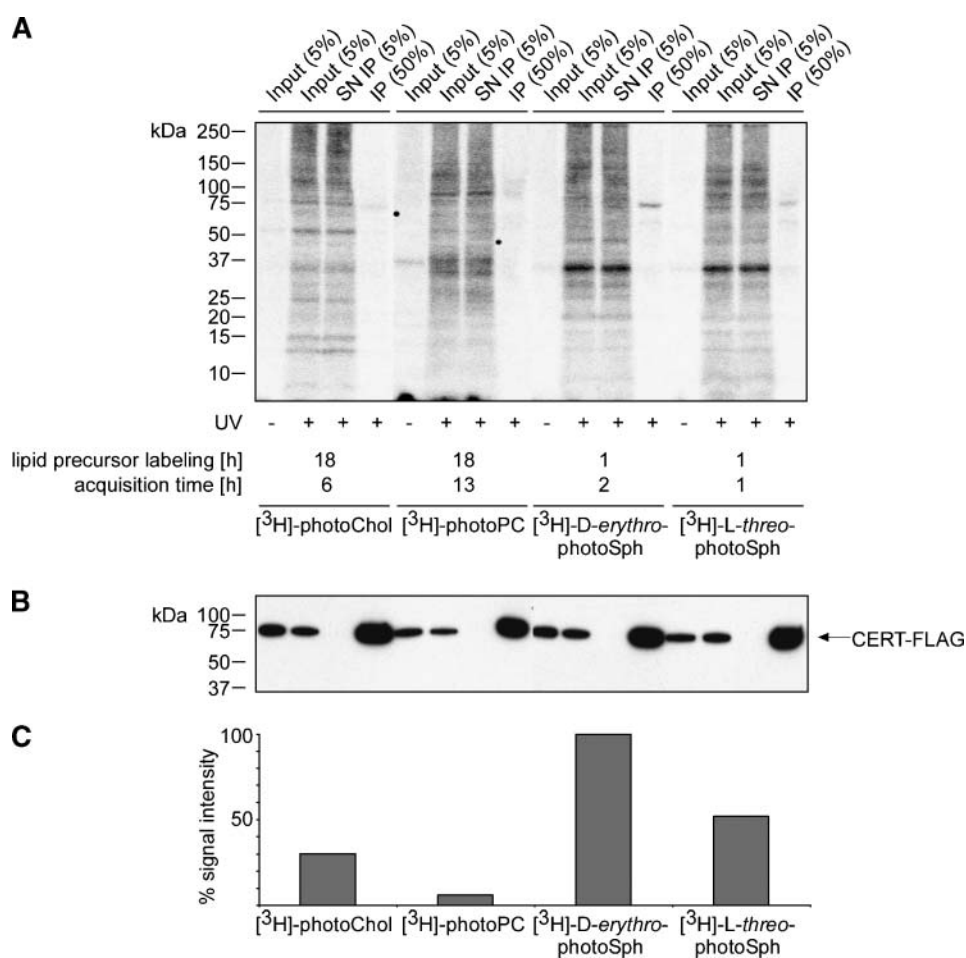 A
Input (5%) Input (5%) SN IP (5%) IP (50%) Input (5%) Input (5%) SN IP (5%) IP (50%) Input (5%) Input (5%) SN IP (5%) IP (50%) Input (5%) Input (5%) SN IP (5%) IP (50%)
kDa 250
150
100
75
50
37
25
20
15
10
UV - + + + - + + + - + + + - + + +
lipid precursor labeling [h] 18 18 1 1
acquisition time [h] 6 13 2 1
[³H]-photoChol [³H]-photoPC [³H]-D-erythro- [³H]-L-threo-
photoSph photoSph
B
kDa 100
75
50
37
CERT-FLAG
C
% signal intensity
100
50
[³H]-photoChol [³H]-photoPC [³H]-D-erythro- [³H]-L-threo-
photoSph photoSph